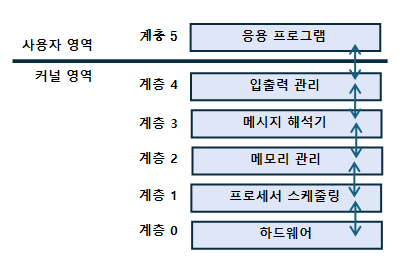 계층 5 응용 프로그램
사용자 영역
커널 영역
계층 4 입출력 관리
계층 3 메시지 해석기
계층 2 메모리 관리
계층 1 프로세서 스케줄링
계층 0 하드웨어